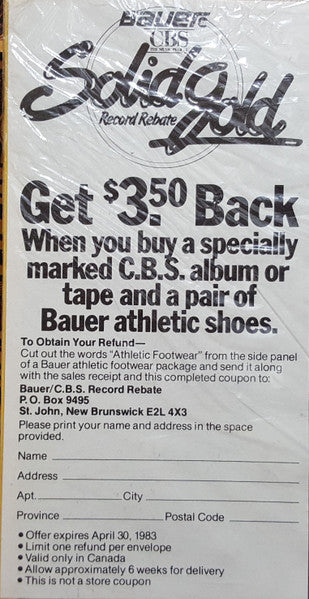 BAUER
CBS
Solid Gold
Record Rebate
Get $3.50 Back
When you buy a specially
marked C.B.S. album or
tape and a pair of
Bauer athletic shoes.
To Obtain Your Refund—
Cut out the words "Athletic Footwear" from the side panel
of a Bauer athletic footwear package and send it along
with the sales receipt and this completed coupon to:
Bauer/C.B.S. Record Rebate
P.O. Box 9495
St. John, New Brunswick E2L 4X3
Please print your name and address in the space
provided.
Name
Address
Apt. City
Province Postal Code
• Offer expires April 30, 1983
• Limit one refund per envelope
• Valid only in Canada
• Allow approximately 6 weeks for delivery
• This is not a store coupon